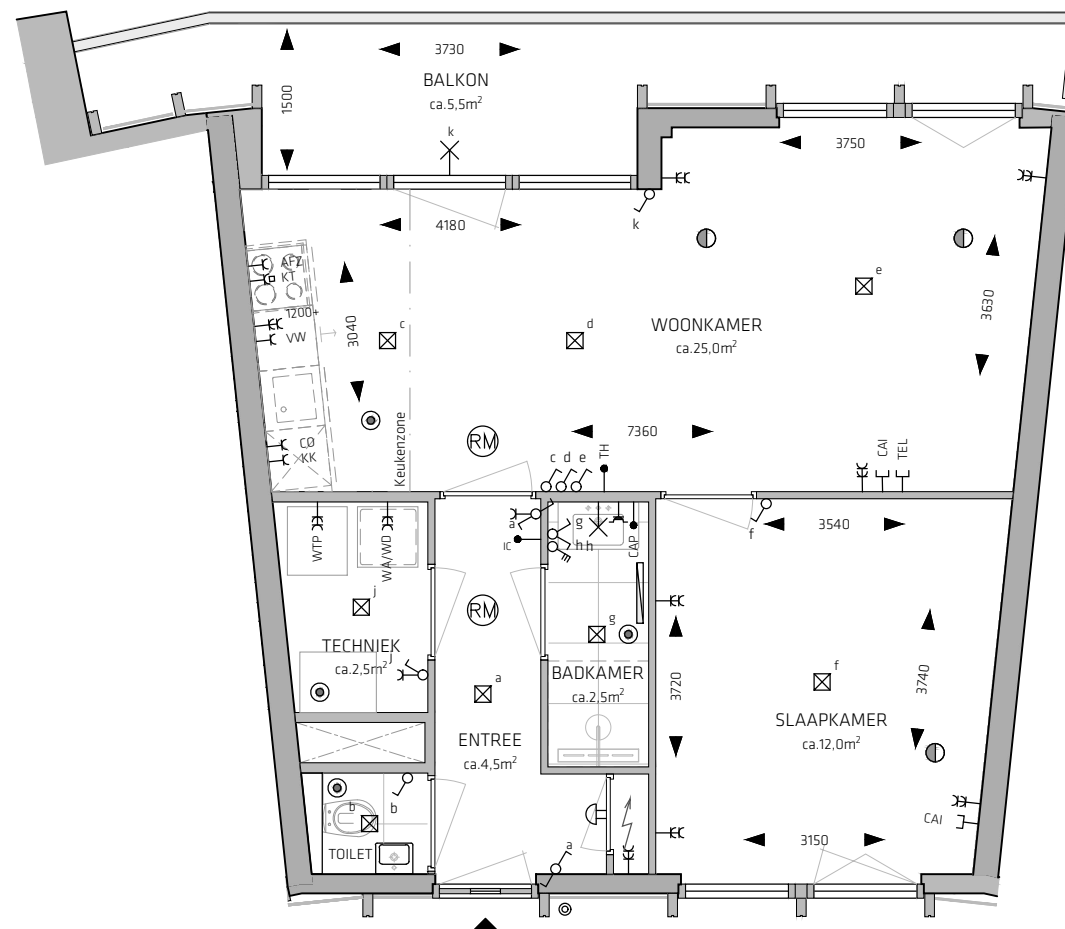 3730
BALKON
ca.5,5m²
1500
k
3750
4180
k
AFZ
KT
1200+
VW
3040
c
d
e
WOONKAMER
ca.25,0m²
3630
CØ
KK
Keukenzone
RM
7360
c d e
TH
CAI
TEL
a
IC
g
h h
CAP
f
3540
WTP
WA/WD
j
RM
g
TECHNIEK
ca.2,5m²
j
a
BADKAMER
ca.2,5m²
3720
f
3740
SLAAPKAMER
ca.12,0m²
ENTREE
ca.4,5m²
b
b
TOILET
a
3150
CAI